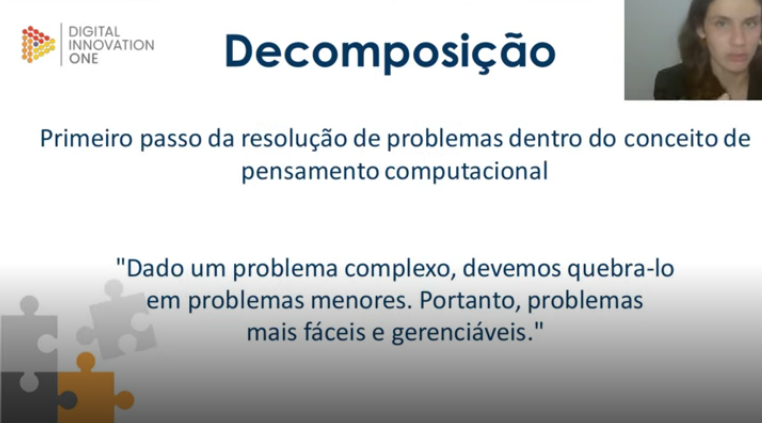 DIGITAL
INNOVATION
ONE
Decomposição
Primeiro passo da resolução de problemas dentro do conceito de
pensamento computacional
"Dado um problema complexo, devemos quebra-lo
em problemas menores. Portanto, problemas
mais fáceis e gerenciáveis."